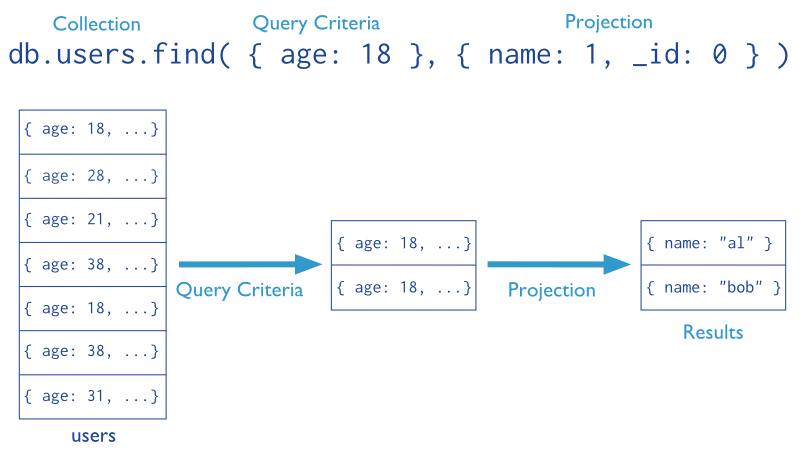 Collection Query Criteria Projection
db.users.find( { age: 18 }, { name: 1, _id: 0 } )
{ age: 18, ...}
{ age: 28, ...}
{ age: 21, ...}
{ age: 38, ...}
{ age: 18, ...}
{ age: 38, ...}
{ age: 31, ...}
users
Query Criteria
{ age: 18, ...}
{ age: 18, ...}
Projection
{ name: "al" }
{ name: "bob" }
Results